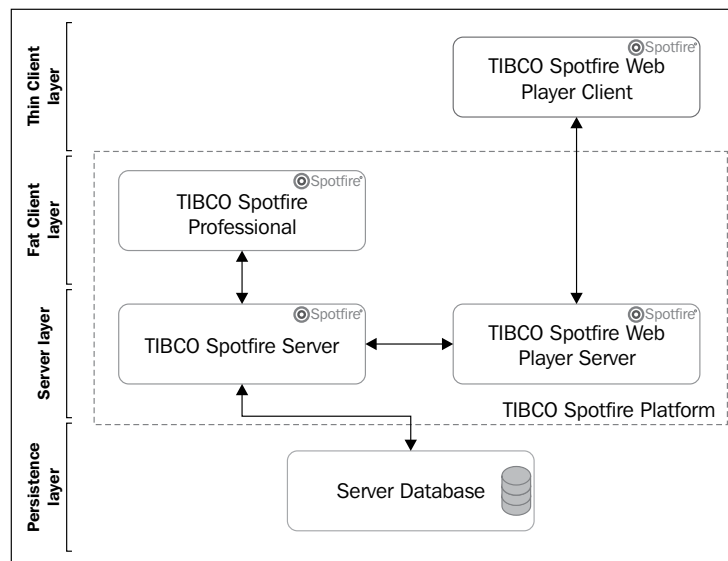 Thin Client
layer
Spotfire®
TIBCO Spotfire Web
Player Client
Fat Client
layer
Spotfire®
TIBCO Spotfire
Professional
Server layer
Spotfire®
TIBCO Spotfire Server
Spotfire®
TIBCO Spotfire Web
Player Server
TIBCO Spotfire Platform
Persistence
layer
Server Database